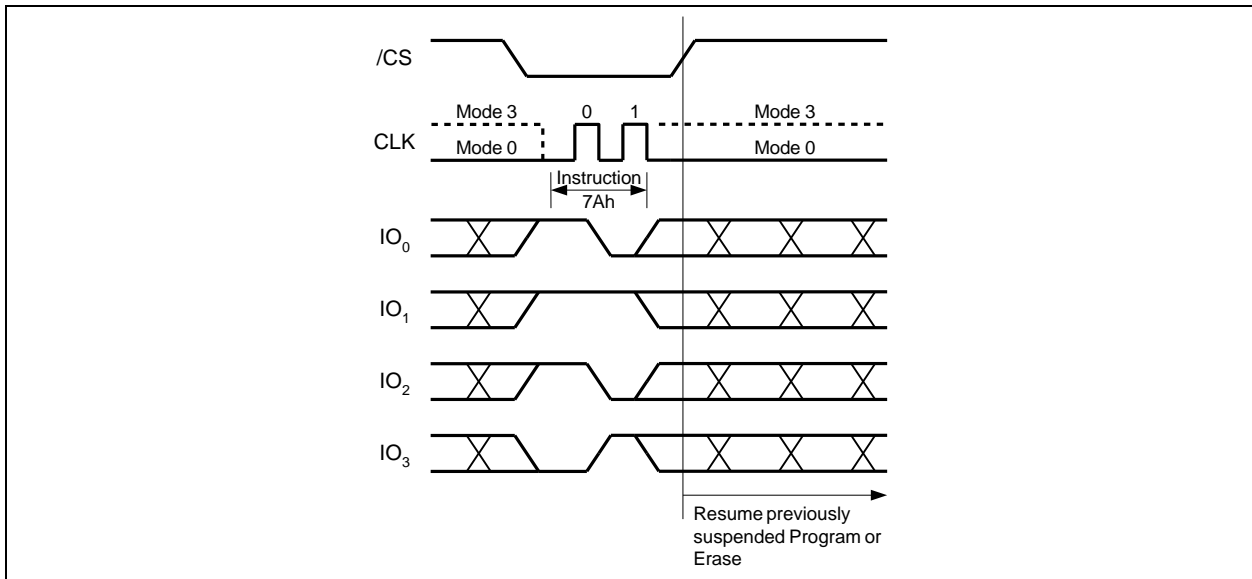 /CS
Mode 3 0 1 Mode 3
CLK
Mode 0 Mode 0
Instruction
7Ah
IO0
IO1
IO2
IO3
Resume previously
suspended Program or
Erase